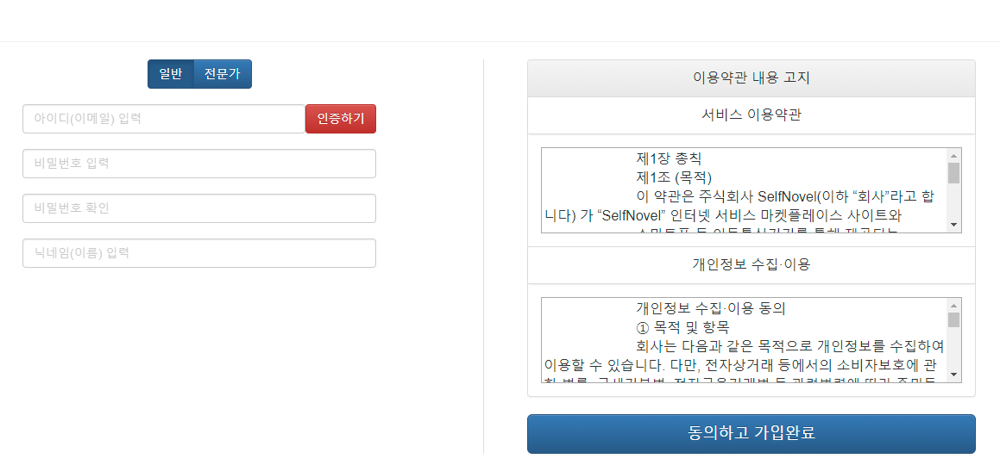 일반
전문가
아이디(이메일) 입력
인증하기
비밀번호 입력
비밀번호 확인
닉네임(이름) 입력
이용약관 내용 고지
서비스 이용약관
제1장 총칙
제1조 (목적)
이 약관은 주식회사 SelfNovel(이하 “회사”라고 합
니다) 가 “SelfNovel” 인터넷 서비스 마켓플레이스 사이트와
개인정보 수집·이용
개인정보 수집·이용 동의
① 목적 및 항목
회사는 다음과 같은 목적으로 개인정보를 수집하여
이용할 수 있습니다. 다만, 전자상거래 등에서의 소비자보호에 관
동의하고 가입완료